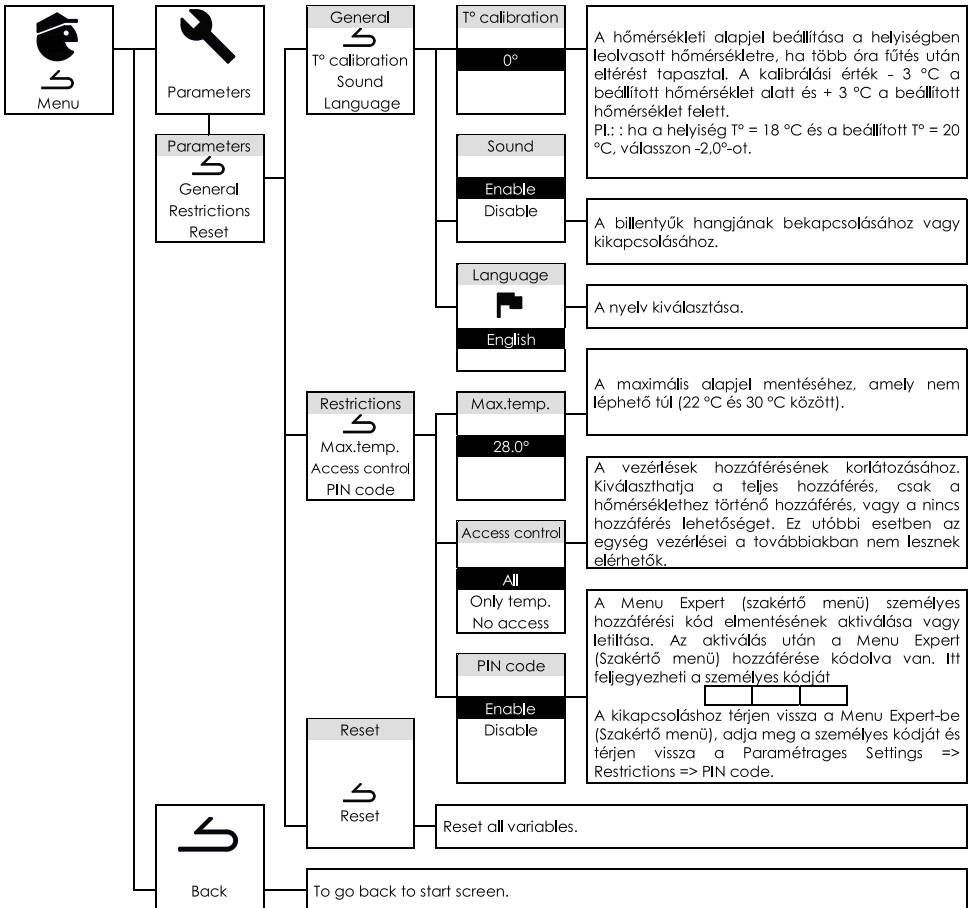 Menu
Parameters
Parameters
General
Restrictions
Reset
General
T° calibration
Sound
Language
T° calibration
0°
A hőmérsékleti alapjel beállítása a helyiségben
leolvasott hőmérsékletre, ha több óra fűtés után
eltérést tapasztal. A kalibrálási érték - 3 °C a
beállított hőmérséklet alatt és + 3 °C a beállított
hőmérséklet felett.
Pl.: : ha a helyiség T° = 18 °C és a beállított T° = 20
°C, válasszon -2,0°-ot.
Sound
Enable
Disable
A billentyűk hangjának bekapcsolásához vagy
kikapcsolásához.
Language
English
A nyelv kiválasztása.
Restrictions
Max.temp.
Access control
PIN code
Max.temp.
28.0°
A maximális alapjel mentéséhez, amely nem
léphető túl (22 °C és 30 °C között).
Access control
All
Only temp.
No access
A vezérlések hozzáférésének korlátozásához.
Kiválaszthatja a teljes hozzáférés, csak a
hőmérséklethez történő hozzáférés, vagy a nincs
hozzáférés lehetőséget. Ez utóbbi esetben az
egység vezérlései a továbbiakban nem lesznek
elérhetők.
PIN code
Enable
Disable
A Menu Expert (szakértő menü) személyes
hozzáférési kód elmentésének aktiválása vagy
letiltása. Az aktiválás után a Menu Expert
(Szakértő menü) hozzáférése kódolva van. Itt
feljegyezheti a személyes kódját
A kikapcsoláshoz térjen vissza a Menu Expert-be
(Szakértő menü), adja meg a személyes kódját és
térjen vissza a Paramétrages Settings =>
Restrictions => PIN code.
Reset
Reset
Reset all variables.
Back
To go back to start screen.